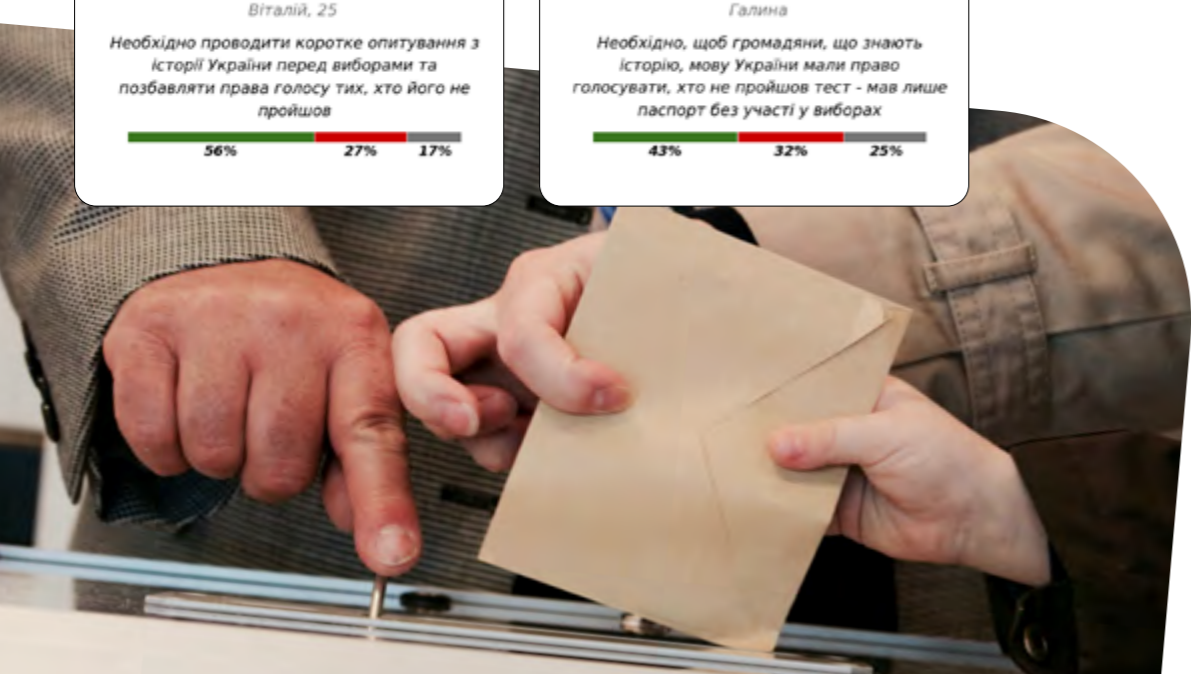 Віталій, 25
Необхідно проводити коротке опитування з
історії України перед виборами та
позбавляти права голосу тих, хто його не
пройшов
56% 27% 17%
Галина
Необхідно, щоб громадяни, що знають
історію, мову України мали право
голосувати, хто не пройшов тест - мав лише
паспорт без участі у виборах
43% 32% 25%